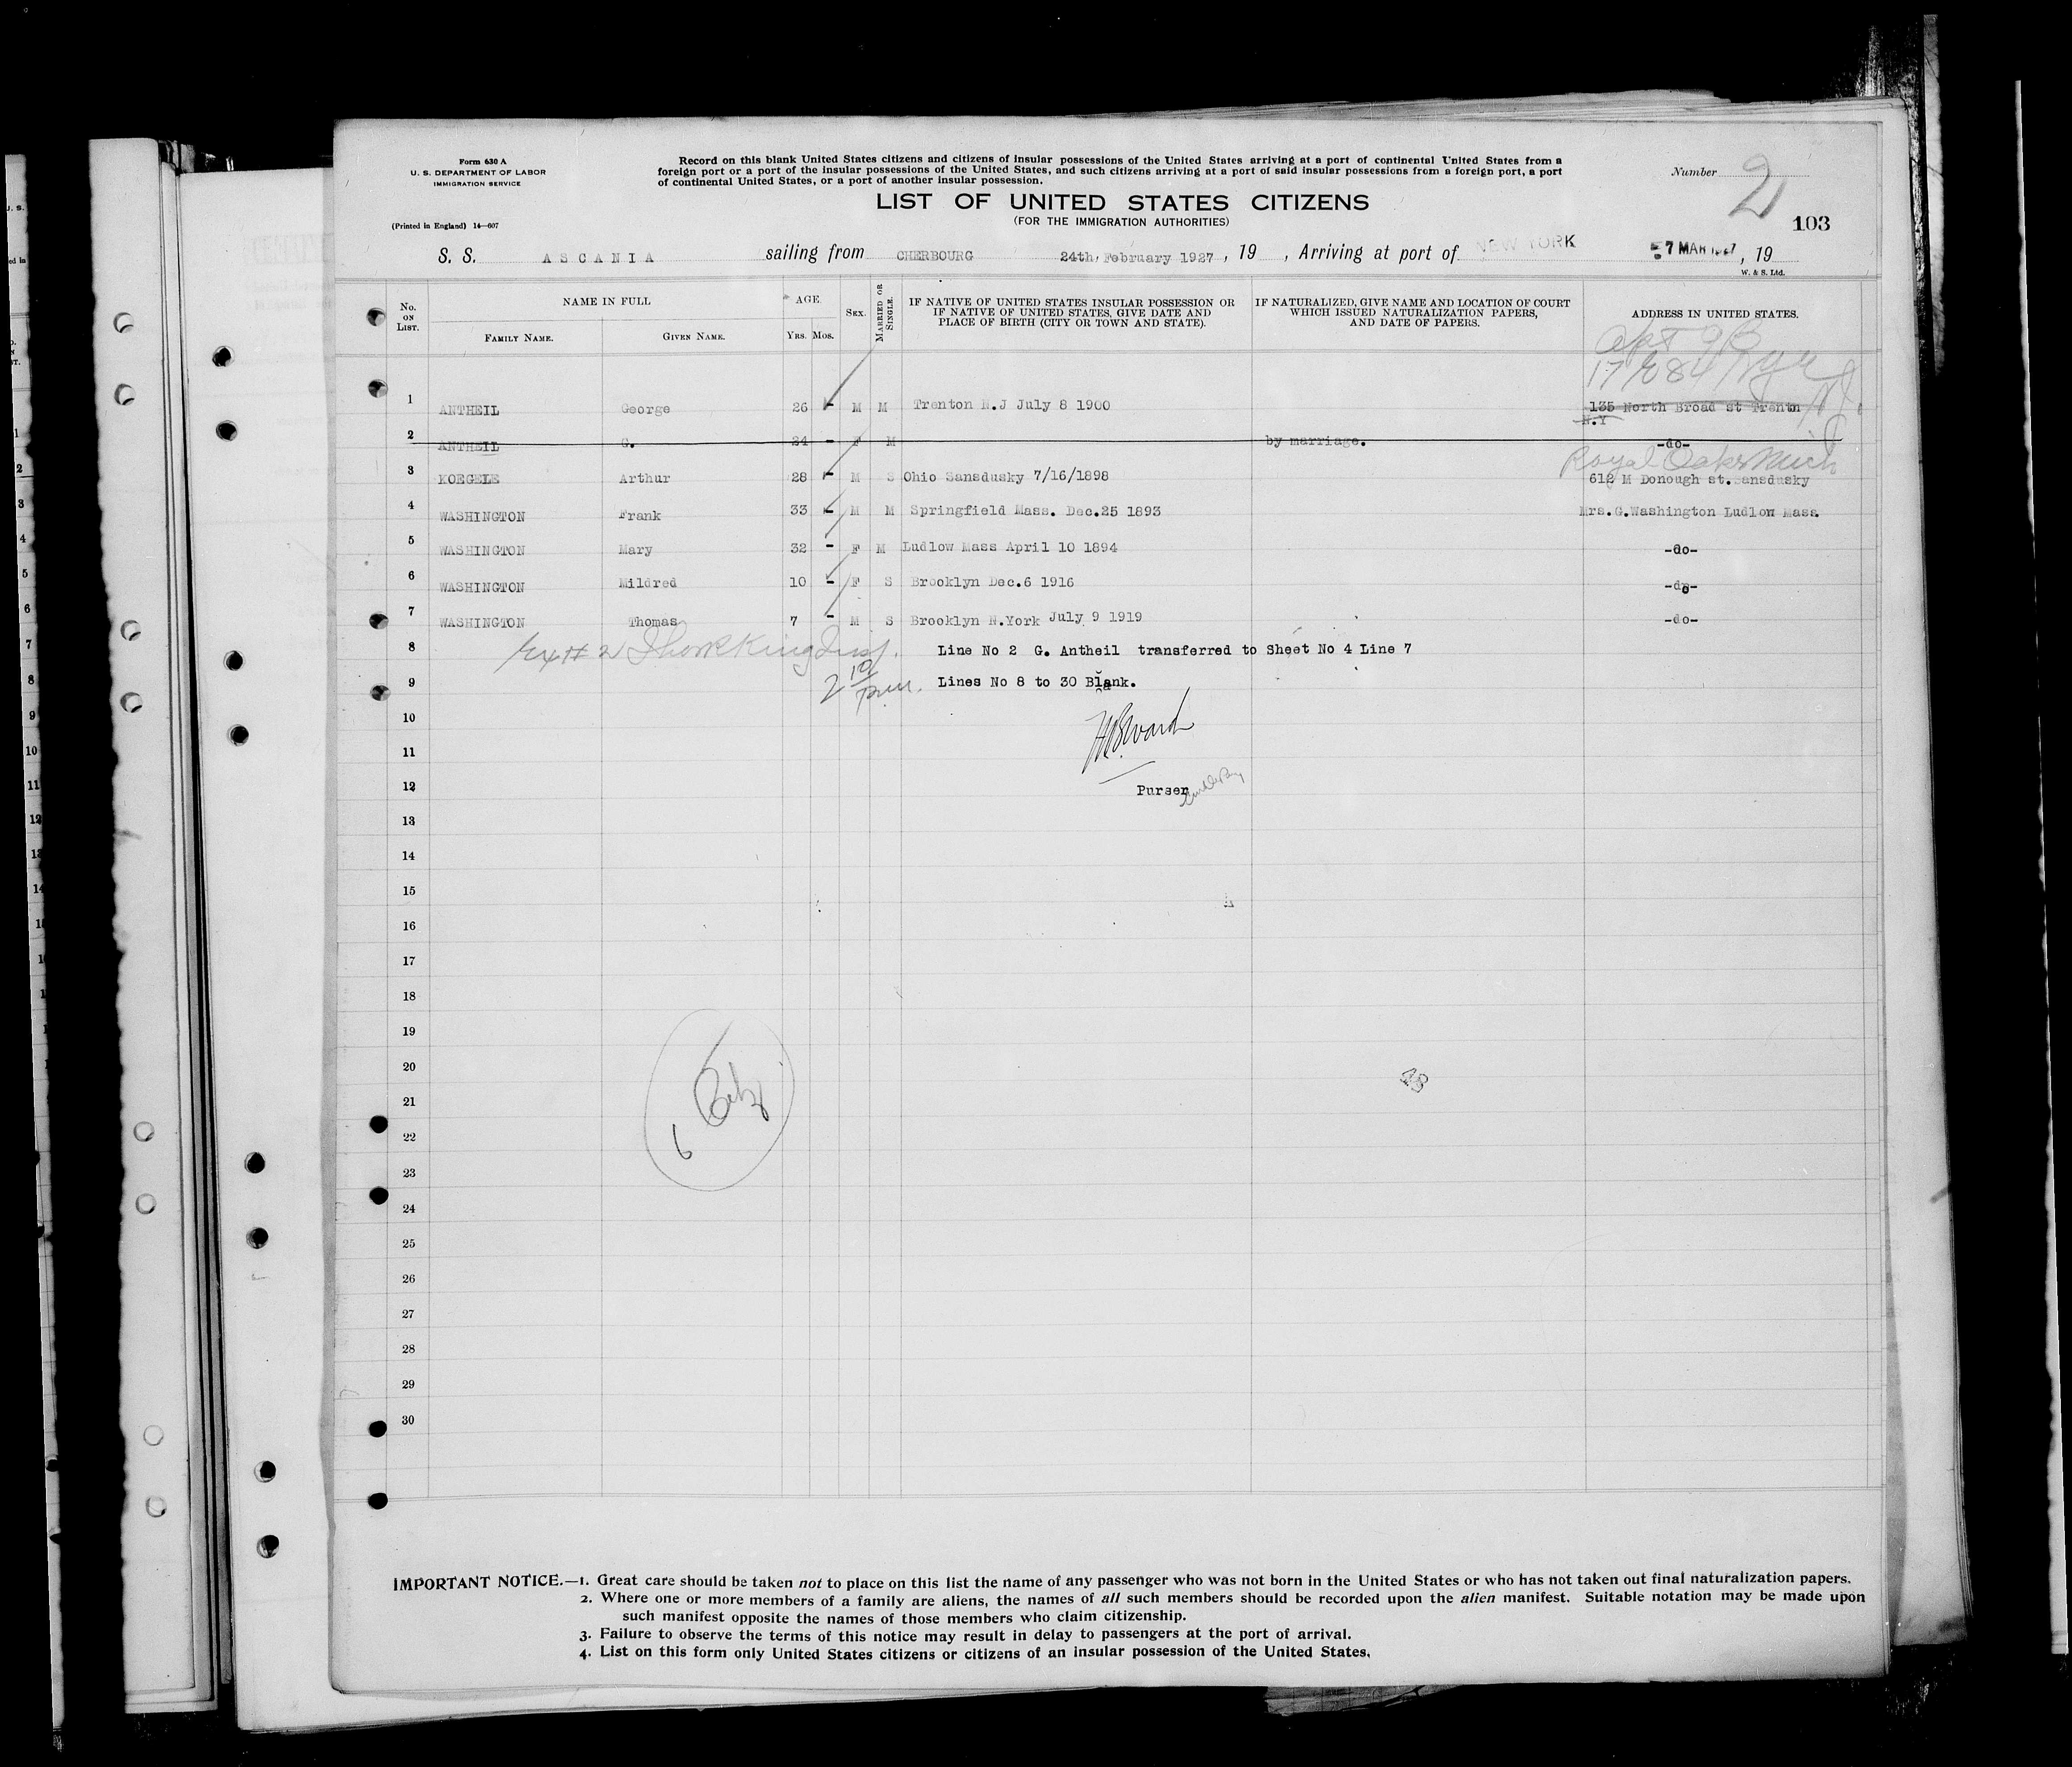 Form 630 A
U. S. DEPARTMENT OF LABOR
IMMIGRATION SERVICE
(Printed in England) 14—607
Record on this blank United States citizens and citizens of insular possessions of the United States arriving at a port of continental United States from a
foreign port or a port of the insular possessions of the United States, and such citizens arriving at a port of said insular possessions from a foreign port, a port
of continental United States, or a port of another insular possession.
Number 2
LIST OF UNITED STATES CITIZENS
(FOR THE IMMIGRATION AUTHORITIES)
103
S. S. ASCANIA sailing from CHERBOURG 24th, February 1927, 19 , Arriving at port of NEW YORK 7 MAR 1927, 19
W. & S. Ltd.
No. ON LIST. NAME IN FULL FAMILY NAME. GIVEN NAME. AGE. YRS. MOS. SEX. MARRIED OR SINGLE. IF NATIVE OF UNITED STATES INSULAR POSSESSION OR IF NATIVE OF UNITED STATES, GIVE DATE AND PLACE OF BIRTH (CITY OR TOWN AND STATE). IF NATURALIZED, GIVE NAME AND LOCATION OF COURT WHICH ISSUED NATURALIZATION PAPERS, AND DATE OF PAPERS. ADDRESS IN UNITED STATES.
Apt 9B
17 E 84
1 ANTHEIL George 26 - M M Trenton N.J July 8 1900 135 North Broad st Trentn
N.Y
2 ANTHEIL G. 24 - F M by marriage. -do-
Royal Oaks Mich
3 KOEGELE Arthur 28 - M S Ohio Sansdusky 7/16/1898 612 M Donough st. Sansdusky
4 WASHINGTON Frank 33 - M M Springfield Mass. Dec.25 1893 Mrs.G.Washington Ludlow Mass
5 WASHINGTON Mary 32 - F M Ludlow Mass April 10 1894 -do-
6 WASHINGTON Mildred 10 - F S Brooklyn Dec.6 1916 -do-
7 WASHINGTON Thomas 7 - M S Brooklyn N.York July 9 1919 -do-
8 Line No 2 G. Antheil transferred to Sheet No 4 Line 7
9 Lines No 8 to 30 Blank.
10
11
12 Purser
13
14
15
16
17
18
19
20
21
22
23
24
25
26
27
28
29
30
6
IMPORTANT NOTICE.—1. Great care should be taken not to place on this list the name of any passenger who was not born in the United States or who has not taken out final naturalization papers.
2. Where one or more members of a family are aliens, the names of all such members should be recorded upon the alien manifest. Suitable notation may be made upon
such manifest opposite the names of those members who claim citizenship.
3. Failure to observe the terms of this notice may result in delay to passengers at the port of arrival.
4. List on this form only United States citizens or citizens of an insular possession of the United States.